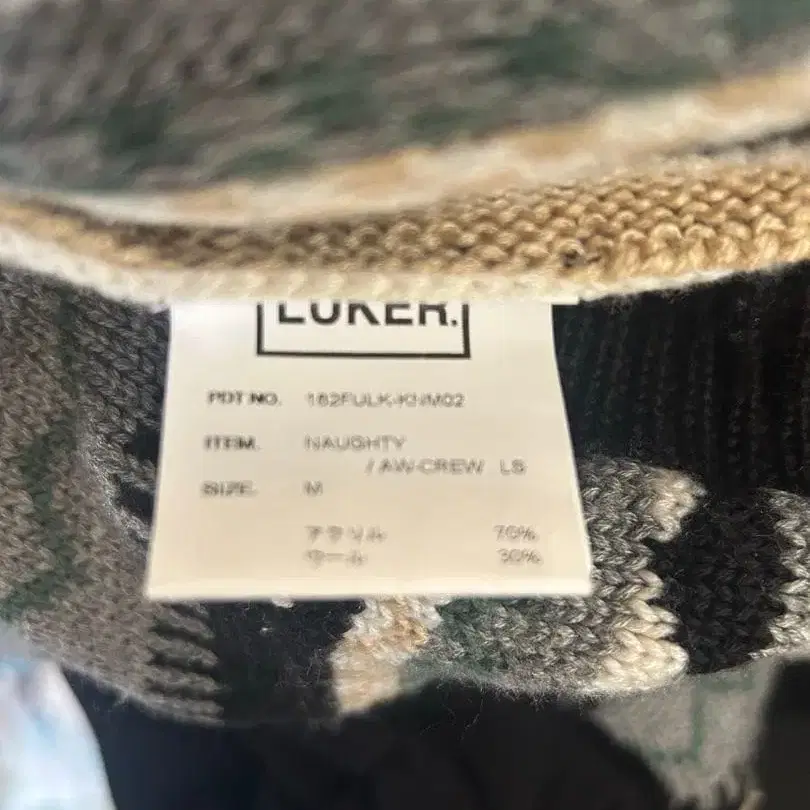 LUKER.
PDT NO. 162FULK-KNM02
ITEM. NAUGHTY
/ AW-CREW LS
SIZE. M
アクリル 70%
ウール 30%